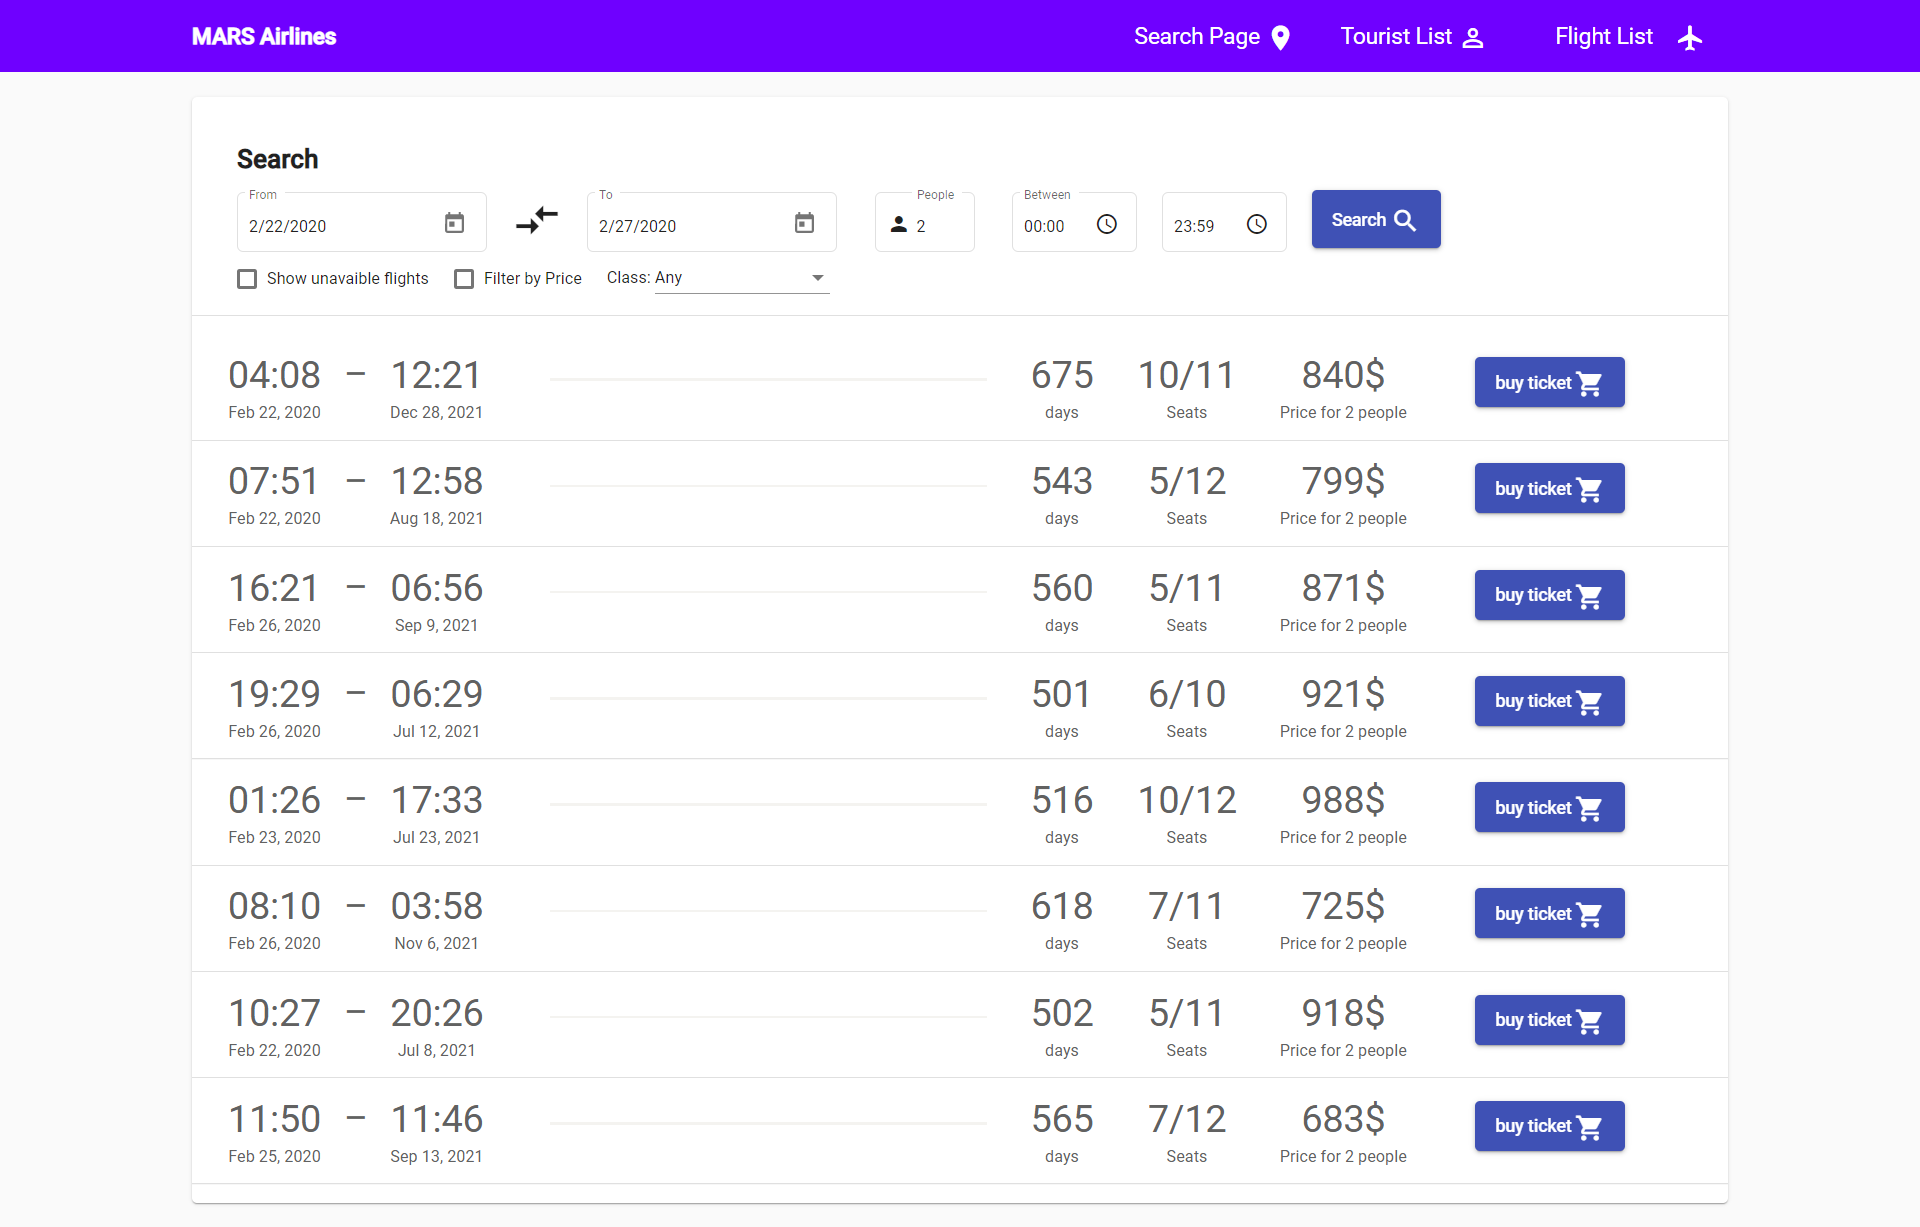 MARS Airlines
Search Page
Tourist List
Flight List
Search
From
2/22/2020
To
2/27/2020
People
2
Between
00:00
23:59
Search
Show unavaible flights
Filter by Price
Class: Any
04:08 – 12:21 675 10/11 840$ buy ticket
Feb 22, 2020 Dec 28, 2021 days Seats Price for 2 people
07:51 – 12:58 543 5/12 799$ buy ticket
Feb 22, 2020 Aug 18, 2021 days Seats Price for 2 people
16:21 – 06:56 560 5/11 871$ buy ticket
Feb 26, 2020 Sep 9, 2021 days Seats Price for 2 people
19:29 – 06:29 501 6/10 921$ buy ticket
Feb 26, 2020 Jul 12, 2021 days Seats Price for 2 people
01:26 – 17:33 516 10/12 988$ buy ticket
Feb 23, 2020 Jul 23, 2021 days Seats Price for 2 people
08:10 – 03:58 618 7/11 725$ buy ticket
Feb 26, 2020 Nov 6, 2021 days Seats Price for 2 people
10:27 – 20:26 502 5/11 918$ buy ticket
Feb 22, 2020 Jul 8, 2021 days Seats Price for 2 people
11:50 – 11:46 565 7/12 683$ buy ticket
Feb 25, 2020 Sep 13, 2021 days Seats Price for 2 people